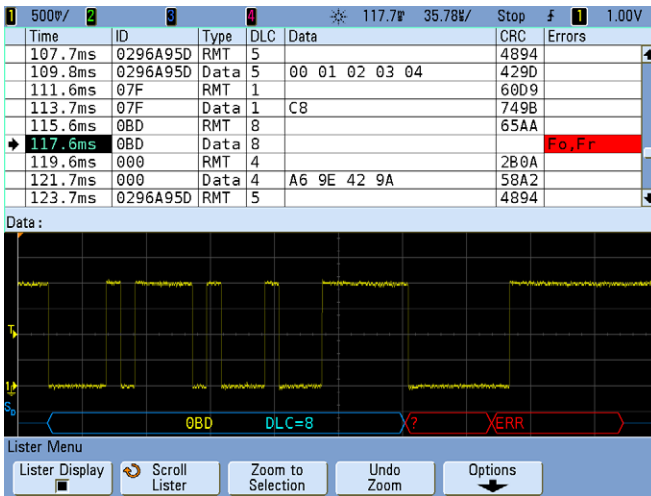 1 500▽/ 2 3 4 117.7▽ 35.78▽/ Stop 1 1.00V
Time ID Type DLC Data CRC Errors
107.7ms 0296A95D RMT 5 4894
109.8ms 0296A95D Data 5 00 01 02 03 04 429D
111.6ms 07F RMT 1 60D9
113.7ms 07F Data 1 C8 749B
115.6ms 0BD RMT 8 65AA
117.6ms 0BD Data 8 Fo,Fr
119.6ms 000 RMT 4 2B0A
121.7ms 000 Data 4 A6 9E 42 9A 58A2
123.7ms 0296A95D RMT 5 4894
Data:
T
1
S0
0BD DLC=8 ? ERR
Lister Menu
Lister Display Scroll Lister Zoom to Selection Undo Zoom Options